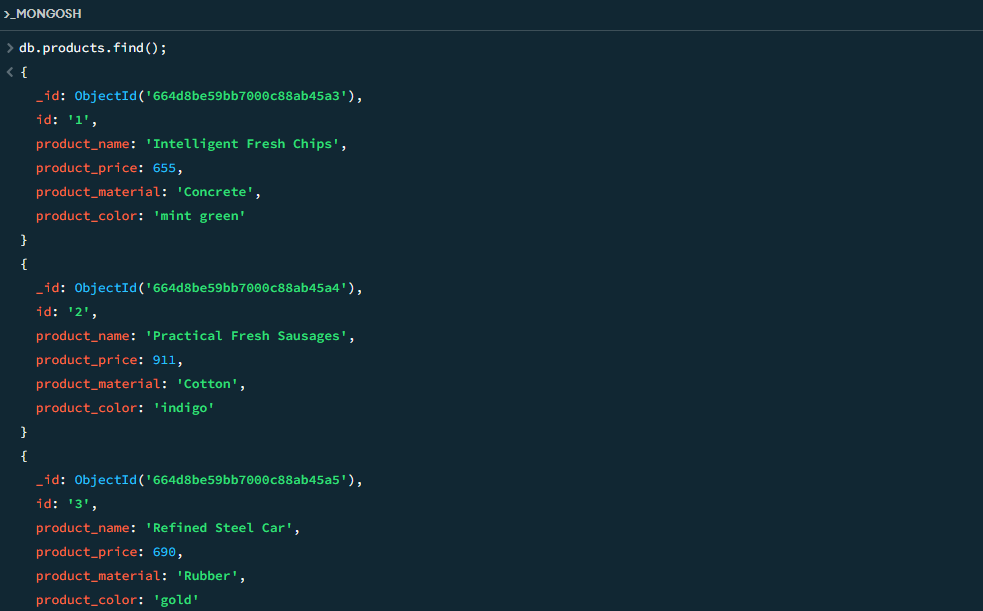 >_MONGOSH
> db.products.find();
< {
_id: ObjectId('664d8be59bb7000c88ab45a3'),
id: '1',
product_name: 'Intelligent Fresh Chips',
product_price: 655,
product_material: 'Concrete',
product_color: 'mint green'
}
{
_id: ObjectId('664d8be59bb7000c88ab45a4'),
id: '2',
product_name: 'Practical Fresh Sausages',
product_price: 911,
product_material: 'Cotton',
product_color: 'indigo'
}
{
_id: ObjectId('664d8be59bb7000c88ab45a5'),
id: '3',
product_name: 'Refined Steel Car',
product_price: 690,
product_material: 'Rubber',
product_color: 'gold'